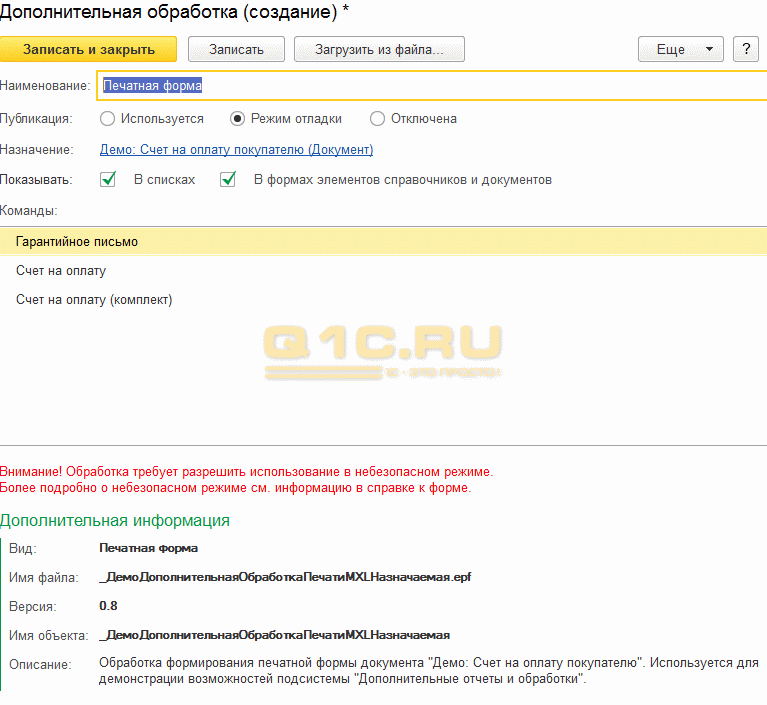 Дополнительная обработка (создание) *
Записать и закрыть Записать Загрузить из файла... Еще ?
Наименование: Печатная форма
Публикация: Используется Режим отладки Отключена
Назначение: Демо: Счет на оплату покупателю (Документ)
Показывать: В списках В формах элементов справочников и документов
Команды:
Гарантийное письмо
Счет на оплату
Счет на оплату (комплект)
Q1C.RU
Внимание! Обработка требует разрешить использование в небезопасном режиме.
Более подробно о небезопасном режиме см. информацию в справке к форме.
Дополнительная информация
Вид: Печатная форма
Имя файла: _ДемоДополнительнаяОбработкаПечатиMXLНазначаемая.epf
Версия: 0.8
Имя объекта: _ДемоДополнительнаяОбработкаПечатиMXLНазначаемая
Описание: Обработка формирования печатной формы документа "Демо: Счет на оплату покупателю". Используется для
демонстрации возможностей подсистемы "Дополнительные отчеты и обработки".